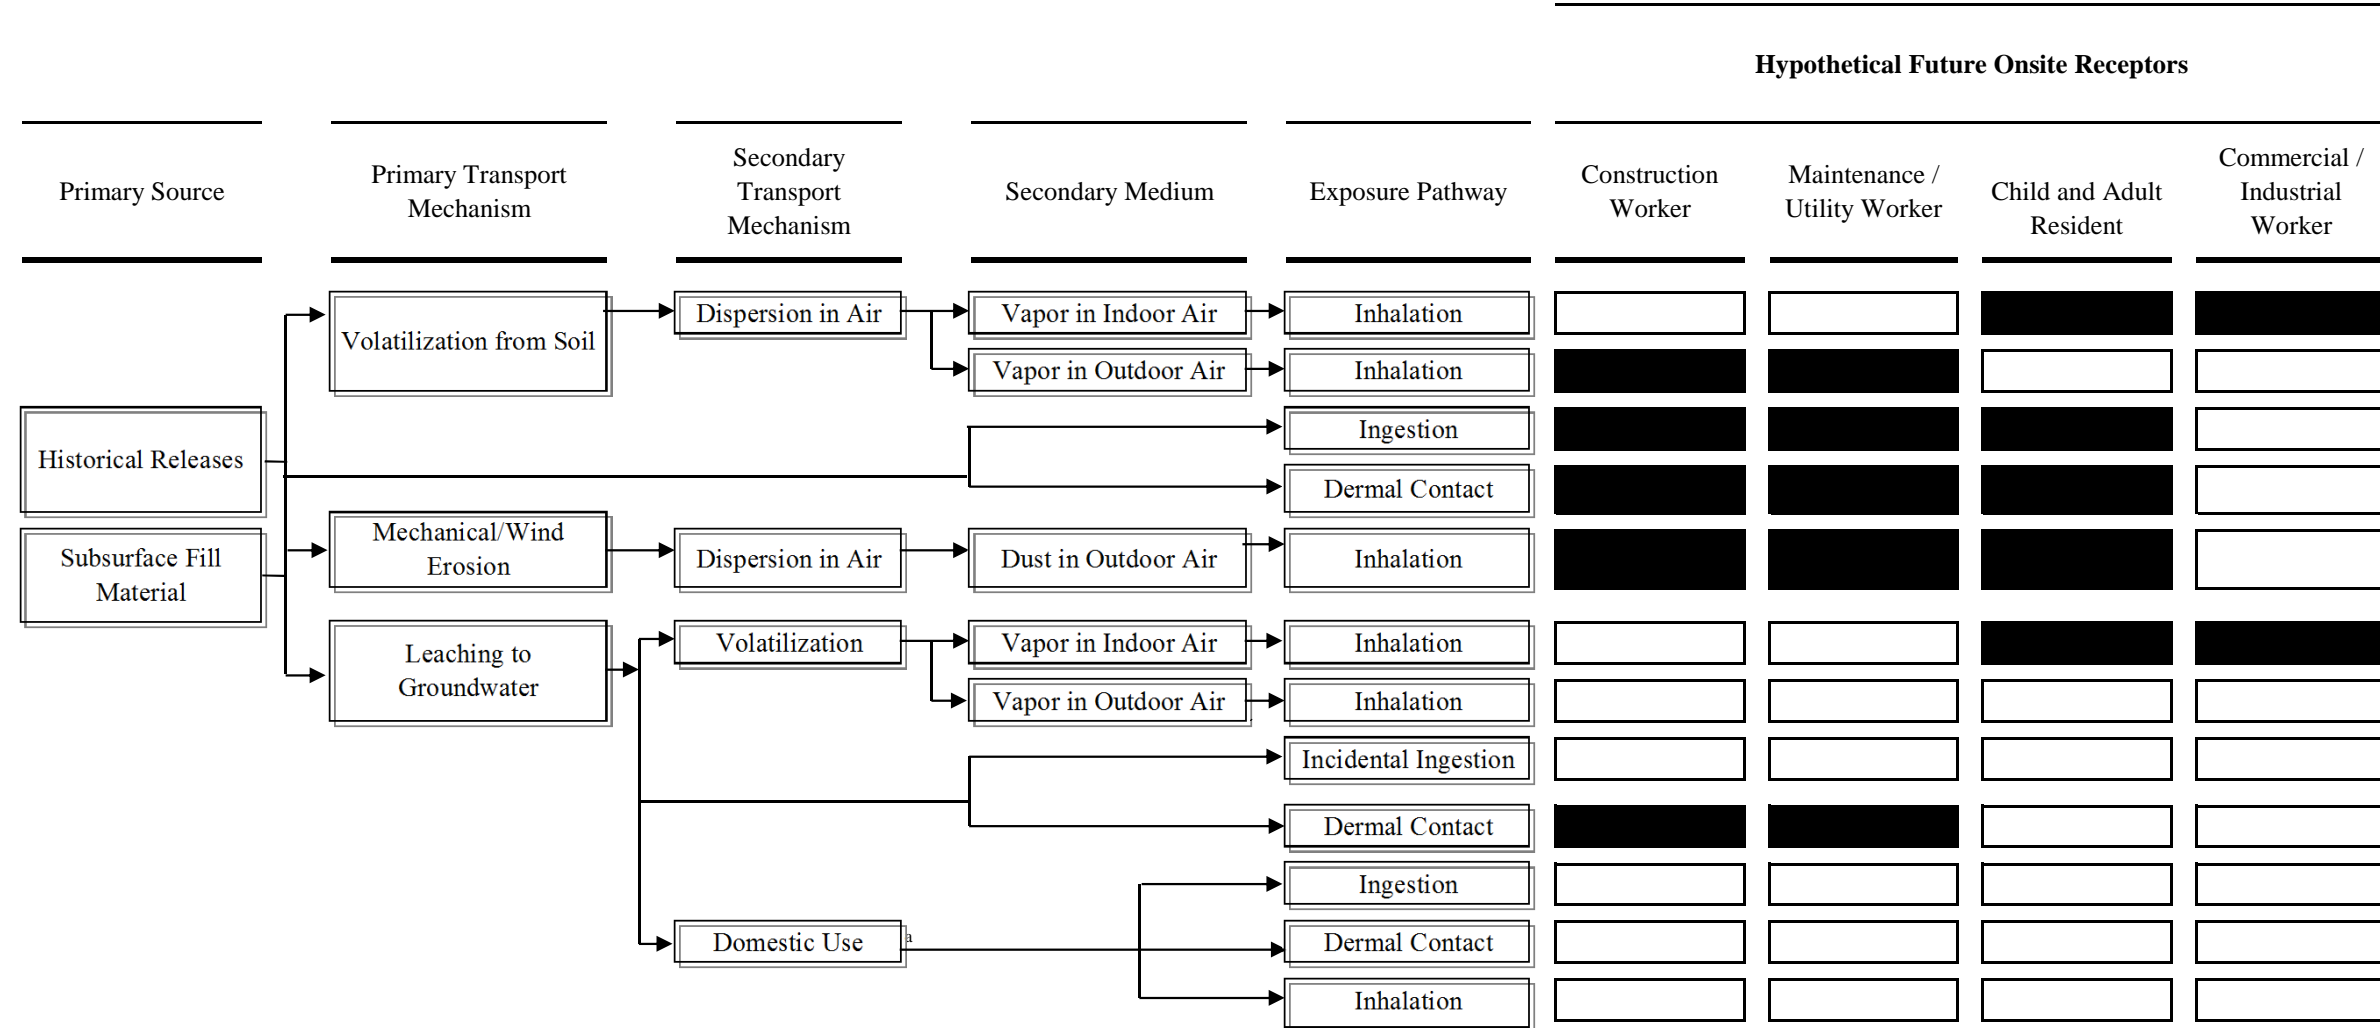 Hypothetical Future Onsite Receptors
Primary Source
Primary Transport
Mechanism
Secondary
Transport
Mechanism
Secondary Medium
Exposure Pathway
Construction
Worker
Maintenance /
Utility Worker
Child and Adult
Resident
Commercial /
Industrial
Worker
Volatilization from Soil
Dispersion in Air
Vapor in Indoor Air
Inhalation
Vapor in Outdoor Air
Inhalation
Historical Releases
Ingestion
Dermal Contact
Subsurface Fill
Material
Mechanical/Wind
Erosion
Dispersion in Air
Dust in Outdoor Air
Inhalation
Leaching to
Groundwater
Volatilization
Vapor in Indoor Air
Inhalation
Vapor in Outdoor Air
Inhalation
Incidental Ingestion
Dermal Contact
Ingestion
Domestic Use a
Dermal Contact
Inhalation